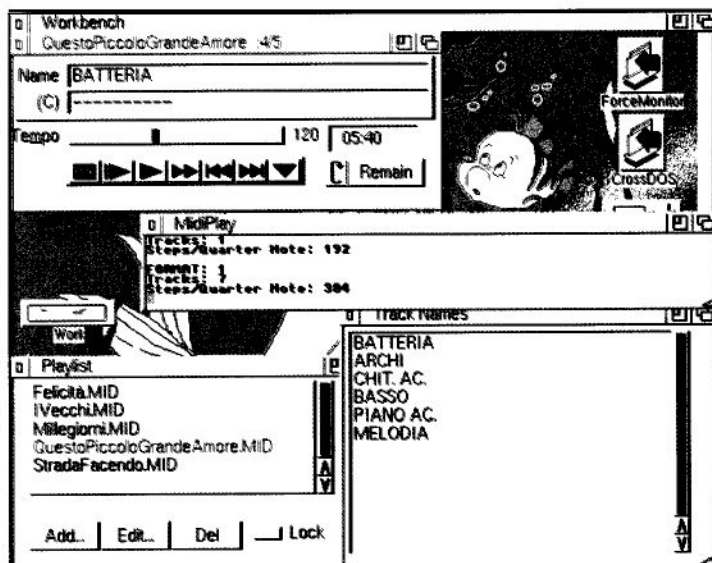 Workbench
QuestoPiccoloGrandeAmore :4/5
Name BATTERIA
(C) ----------
Tempo 120 05:40
Remain
ForceMonitor
CrossDOS
MidiPlay
Tracks: 1
Steps/Quarter Note: 192
FORMAT: 1
Tracks: 7
Steps/Quarter Note: 384
Work
Track Names
BATTERIA
ARCHI
CHIT. AC.
BASSO
PIANO AC.
MELODIA
Playlist
Felicità.MID
IVecchi.MID
Millegiorni.MID
QuestoPiccoloGrandeAmore.MID
StradaFacendo.MID
Add... Edit... Del Lock